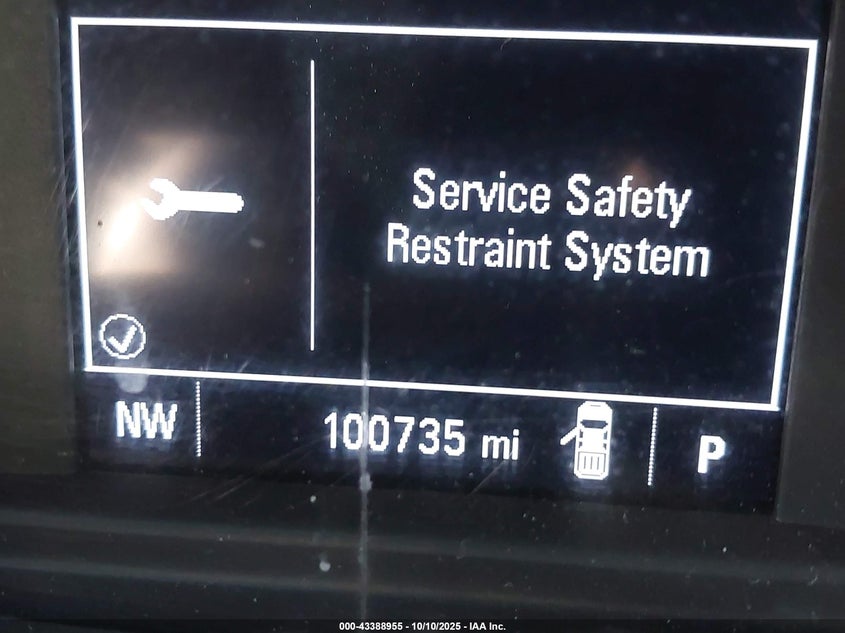 Service Safety
Restraint System
NW
100735 mi
P
000-43388955 - 10/10/2025 - IAA Inc.